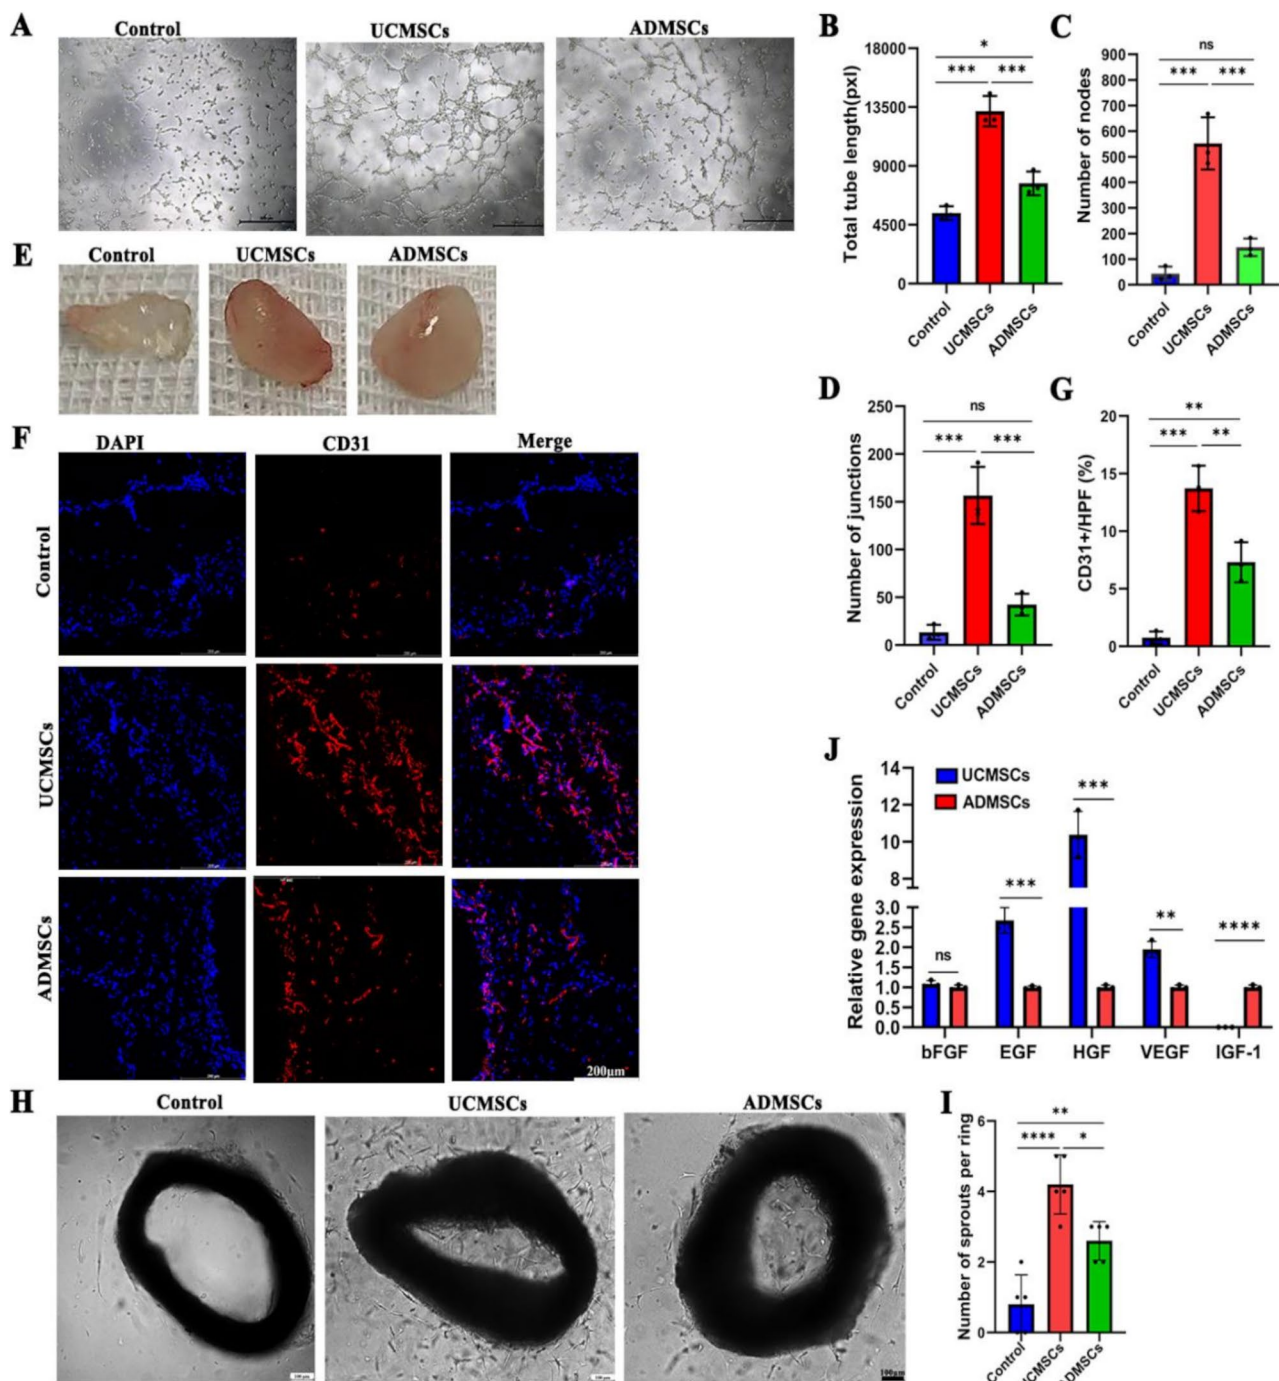 A
Control
UCMSCs
ADMSCs
B
Total tube length(pxl)
18000
13500
9000
4500
0
*
*** ***
Control
UCMSCs
ADMSCs
C
Number of nodes
900
800
700
600
500
400
300
200
100
0
ns
*** ***
Control
UCMSCs
ADMSCs
E
Control
UCMSCs
ADMSCs
D
Number of junctions
250
200
150
100
50
0
ns
*** ***
Control
UCMSCs
ADMSCs
G
CD31+/HPF (%)
20
15
10
5
0
**
*** **
Control
UCMSCs
ADMSCs
F
DAPI
CD31
Merge
Control
UCMSCs
ADMSCs
200μm
J
Relative gene expression
14
12
10
8
3.0
2.5
2.0
1.5
1.0
0.5
0.0
UCMSCs
ADMSCs
ns
***
***
**
****
bFGF
EGF
HGF
VEGF
IGF-1
H
Control
UCMSCs
ADMSCs
100μm
I
Number of sprouts per ring
6
4
2
0
**
**** *
Control
UCMSCs
ADMSCs